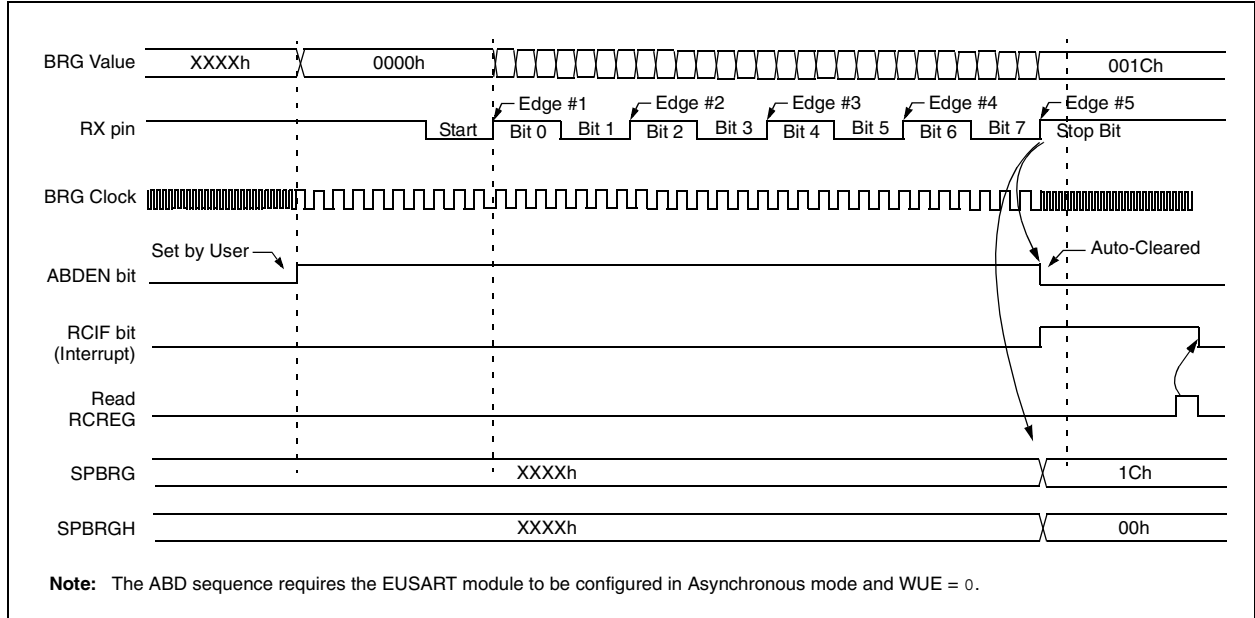 BRG Value XXXXh 0000h 001Ch
Edge #1 Edge #2 Edge #3 Edge #4 Edge #5
RX pin Start Bit 0 Bit 1 Bit 2 Bit 3 Bit 4 Bit 5 Bit 6 Bit 7 Stop Bit
BRG Clock
Set by User Auto-Cleared
ABDEN bit
RCIF bit
(Interrupt)
Read
RCREG
SPBRG XXXXh 1Ch
SPBRGH XXXXh 00h
Note: The ABD sequence requires the EUSART module to be configured in Asynchronous mode and WUE = 0.